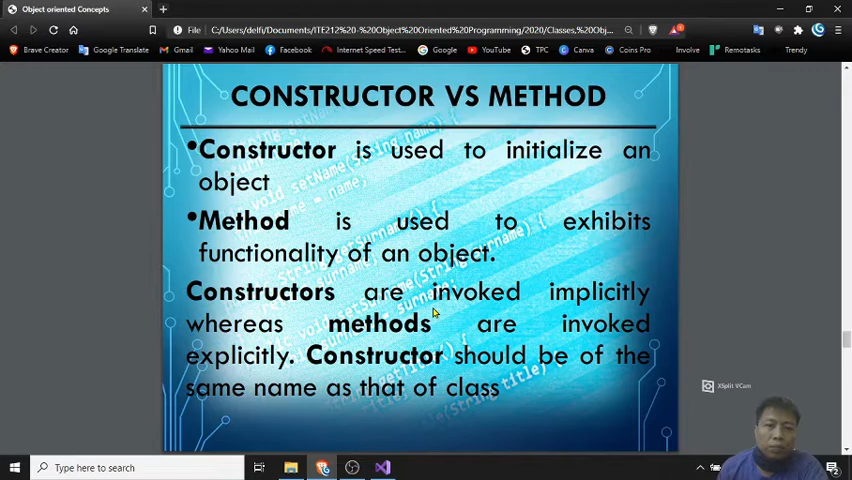 Object oriented Concepts
File C:/Users/delfi/Documents/ITE212%20-%20Object%20Oriented%20Programming/2020/Classes,%20Obj...
Brave Creator Google Translate Gmail Yahoo Mail Facebook Internet Speed Test... Google YouTube TPC Canva Coins Pro Involve Remotasks Trendy
CONSTRUCTOR VS METHOD
•Constructor is used to initialize an
object
•Method is used to exhibits
functionality of an object.
Constructors are invoked implicitly
whereas methods are invoked
explicitly. Constructor should be of the
same name as that of class
XSplit VCam
Type here to search